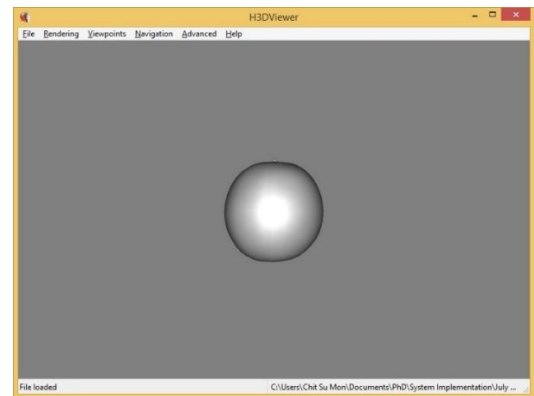 H3DViewer
File Rendering Viewpoints Navigation Advanced Help
File loaded C:\Users\Chit Su Mon\Documents\PhD\System Implementation\July ...